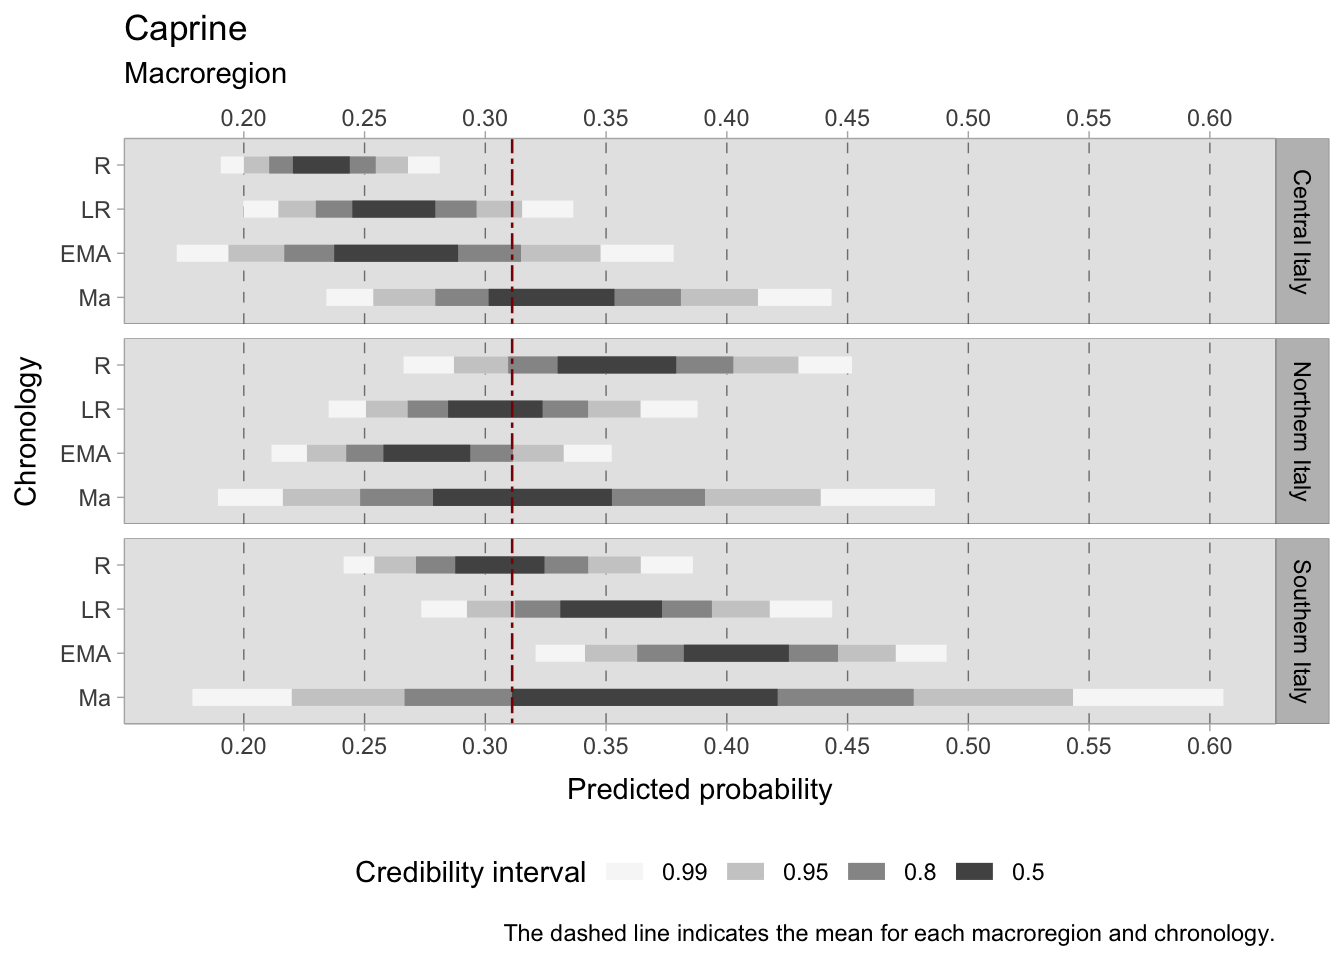 Caprine
Macroregion
0.20 0.25 0.30 0.35 0.40 0.45 0.50 0.55 0.60
Chronology
R
LR
EMA
Ma
Central Italy
R
LR
EMA
Ma
Northern Italy
R
LR
EMA
Ma
Southern Italy
0.20 0.25 0.30 0.35 0.40 0.45 0.50 0.55 0.60
Predicted probability
Credibility interval 0.99 0.95 0.8 0.5
The dashed line indicates the mean for each macroregion and chronology.